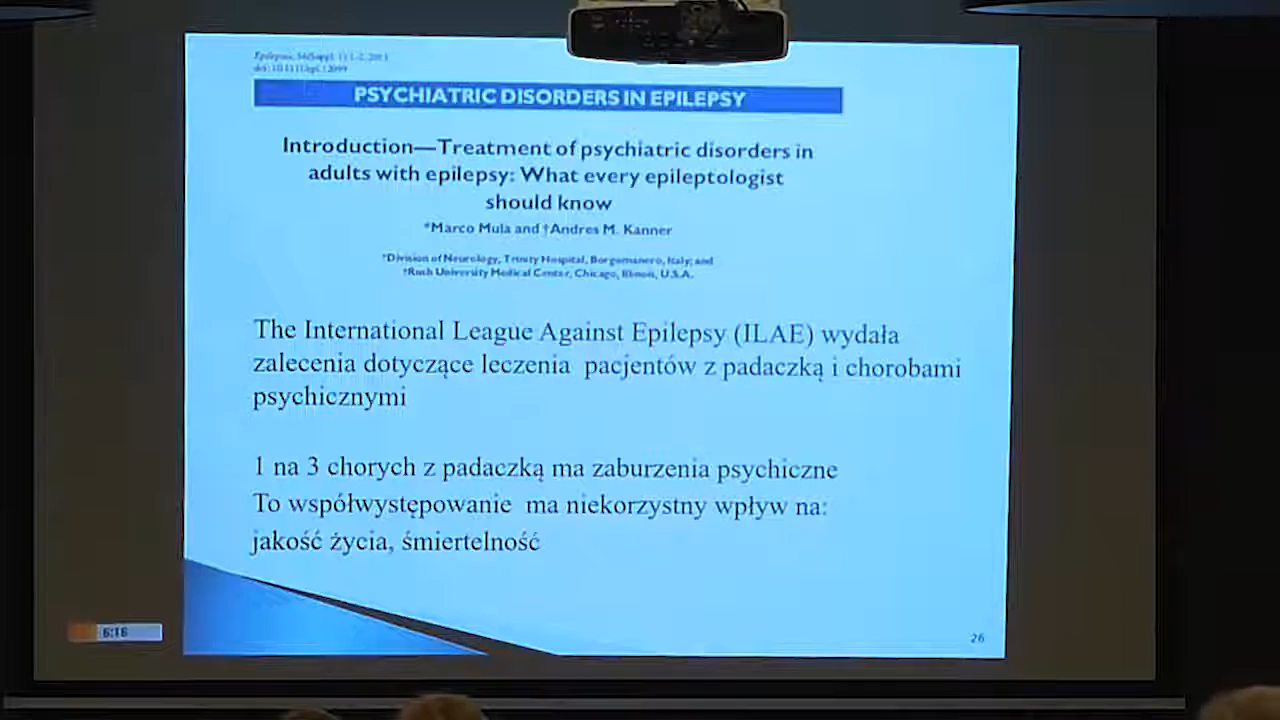 PSYCHIATRIC DISORDERS IN EPILEPSY
Introduction—Treatment of psychiatric disorders in
adults with epilepsy: What every epileptologist
should know
*Marco Mula and †Andres M. Kanner
*Division of Neurology, Trinity Hospital, Borgomanero, Italy; and
†Rush University Medical Center, Chicago, Illinois, U.S.A.
The International League Against Epilepsy (ILAE) wydała
zalecenia dotyczące leczenia pacjentów z padaczką i chorobami
psychicznymi
1 na 3 chorych z padaczką ma zaburzenia psychiczne
To współwystępowanie ma niekorzystny wpływ na:
jakość życia, śmiertelność
6:16
26